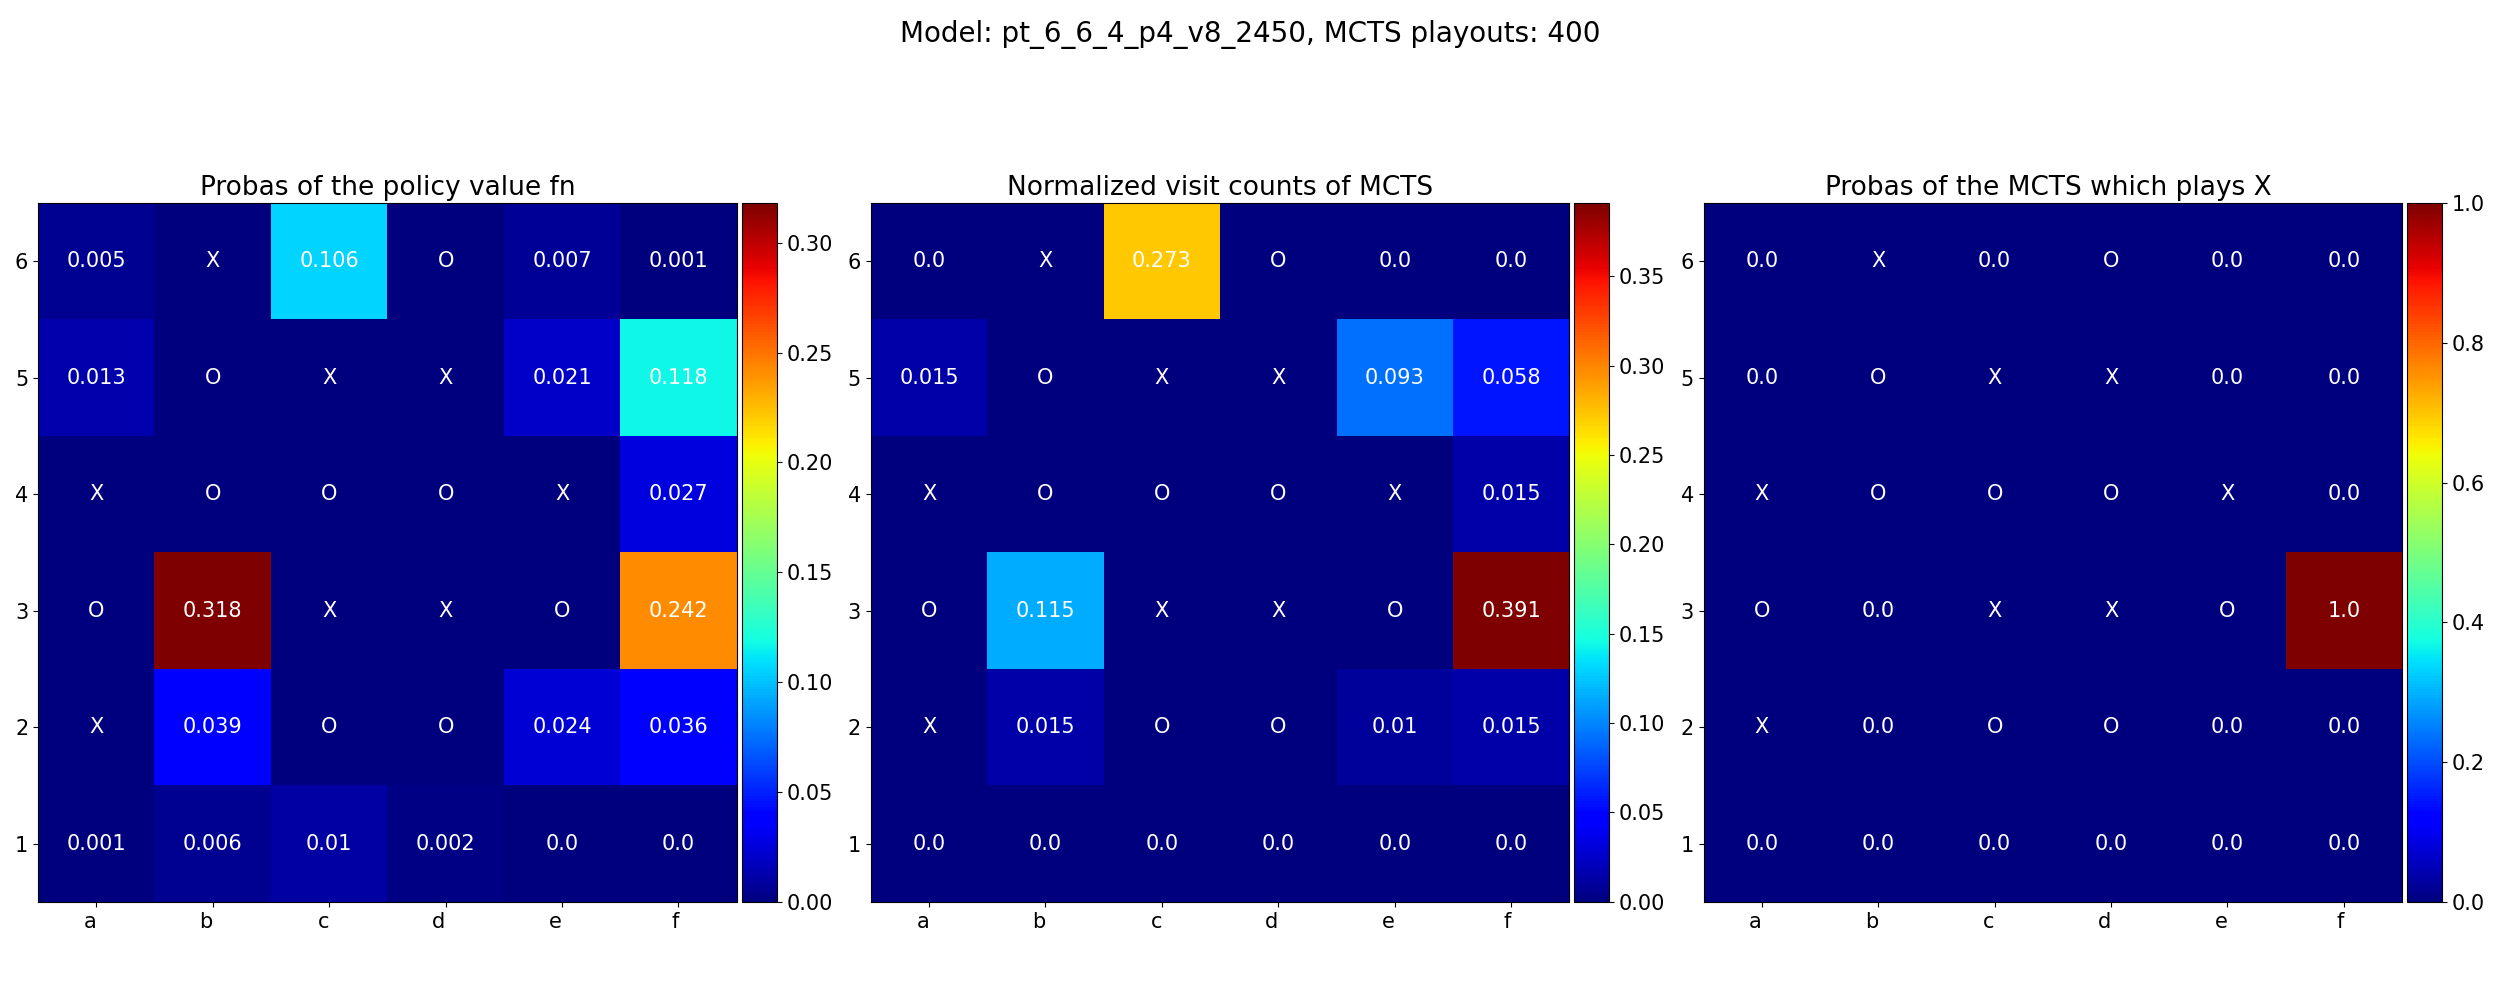 Model: pt_6_6_4_p4_v8_2450, MCTS playouts: 400
Probas of the policy value fn
6 0.005 X 0.106 O 0.007 0.001
5 0.013 O X X 0.021 0.118
4 X O O O X 0.027
3 O 0.318 X X O 0.242
2 X 0.039 O O 0.024 0.036
1 0.001 0.006 0.01 0.002 0.0 0.0
a b c d e f
0.30
0.25
0.20
0.15
0.10
0.05
0.00
Normalized visit counts of MCTS
6 0.0 X 0.273 O 0.0 0.0
5 0.015 O X X 0.093 0.058
4 X O O O X 0.015
3 O 0.115 X X O 0.391
2 X 0.015 O O 0.01 0.015
1 0.0 0.0 0.0 0.0 0.0 0.0
a b c d e f
0.35
0.30
0.25
0.20
0.15
0.10
0.05
0.00
Probas of the MCTS which plays X
6 0.0 X 0.0 O 0.0 0.0
5 0.0 O X X 0.0 0.0
4 X O O O X 0.0
3 O 0.0 X X O 1.0
2 X 0.0 O O 0.0 0.0
1 0.0 0.0 0.0 0.0 0.0 0.0
a b c d e f
1.0
0.8
0.6
0.4
0.2
0.0